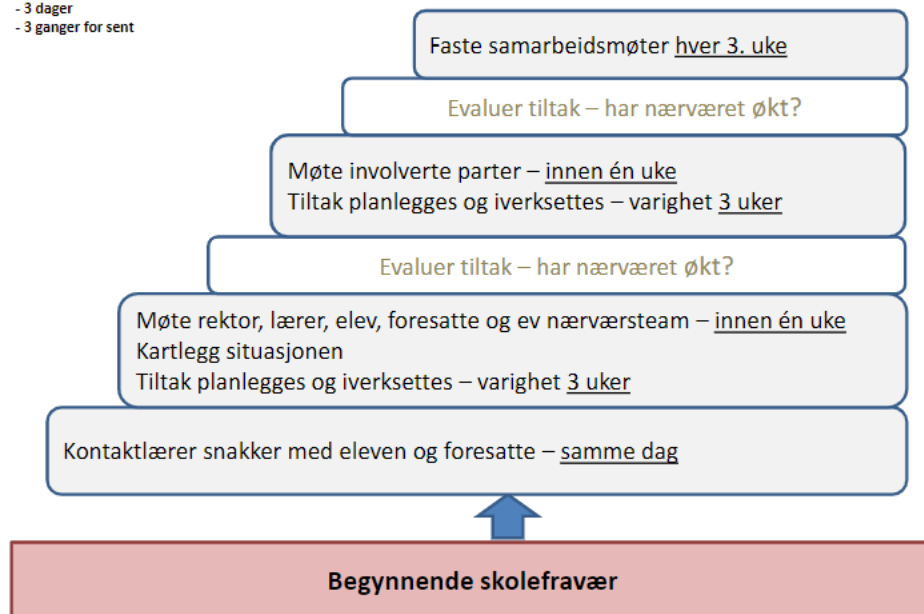 - 3 dager
- 3 ganger for sent
Faste samarbeidsmøter hver 3. uke
Evaluer tiltak – har nærværet økt?
Møte involverte parter – innen én uke
Tiltak planlegges og iverksettes – varighet 3 uker
Evaluer tiltak – har nærværet økt?
Møte rektor, lærer, elev, foresatte og ev nærværsteam – innen én uke
Kartlegg situasjonen
Tiltak planlegges og iverksettes – varighet 3 uker
Kontaktlærer snakker med eleven og foresatte – samme dag
Begynnende skolefravær